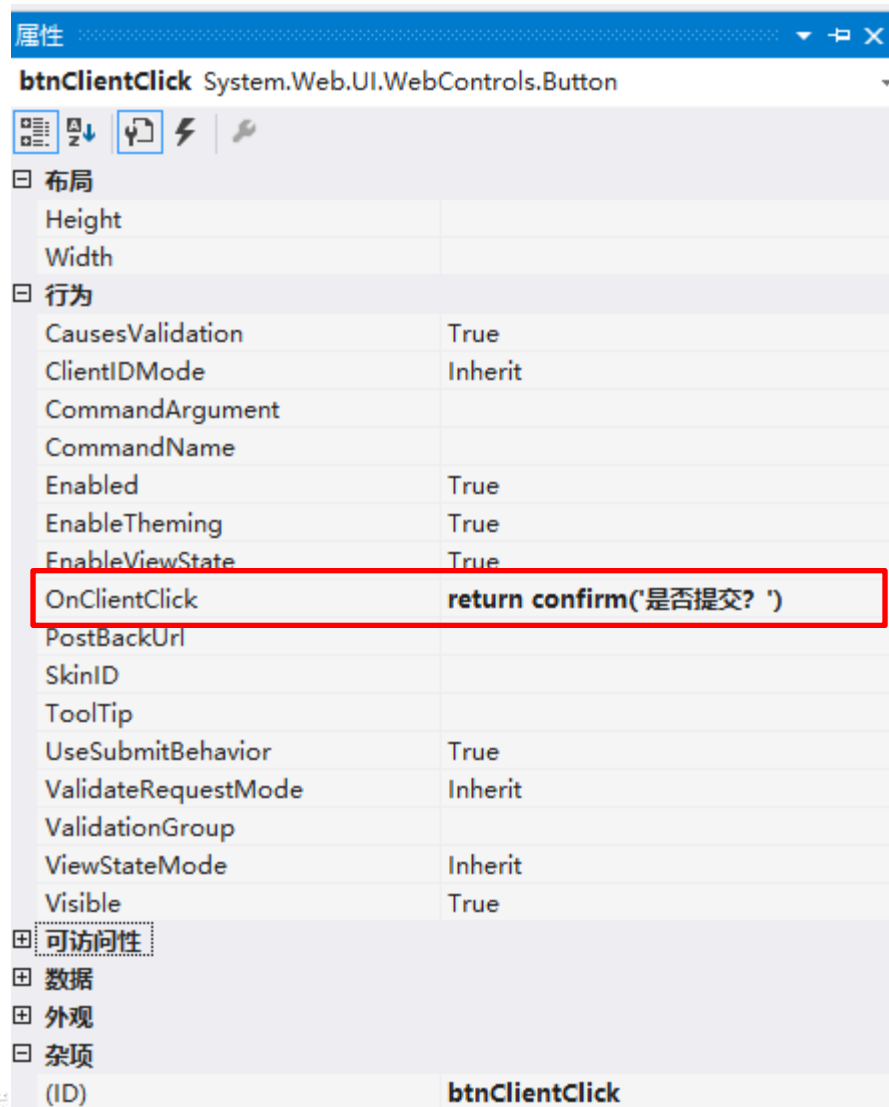 属性
btnClientClick System.Web.UI.WebControls.Button
布局
Height
Width
行为
CausesValidation True
ClientIDMode Inherit
CommandArgument
CommandName
Enabled True
EnableTheming True
EnableViewState True
OnClientClick return confirm('是否提交？')
PostBackUrl
SkinID
ToolTip
UseSubmitBehavior True
ValidateRequestMode Inherit
ValidationGroup
ViewStateMode Inherit
Visible True
可访问性
数据
外观
杂项
(ID) btnClientClick